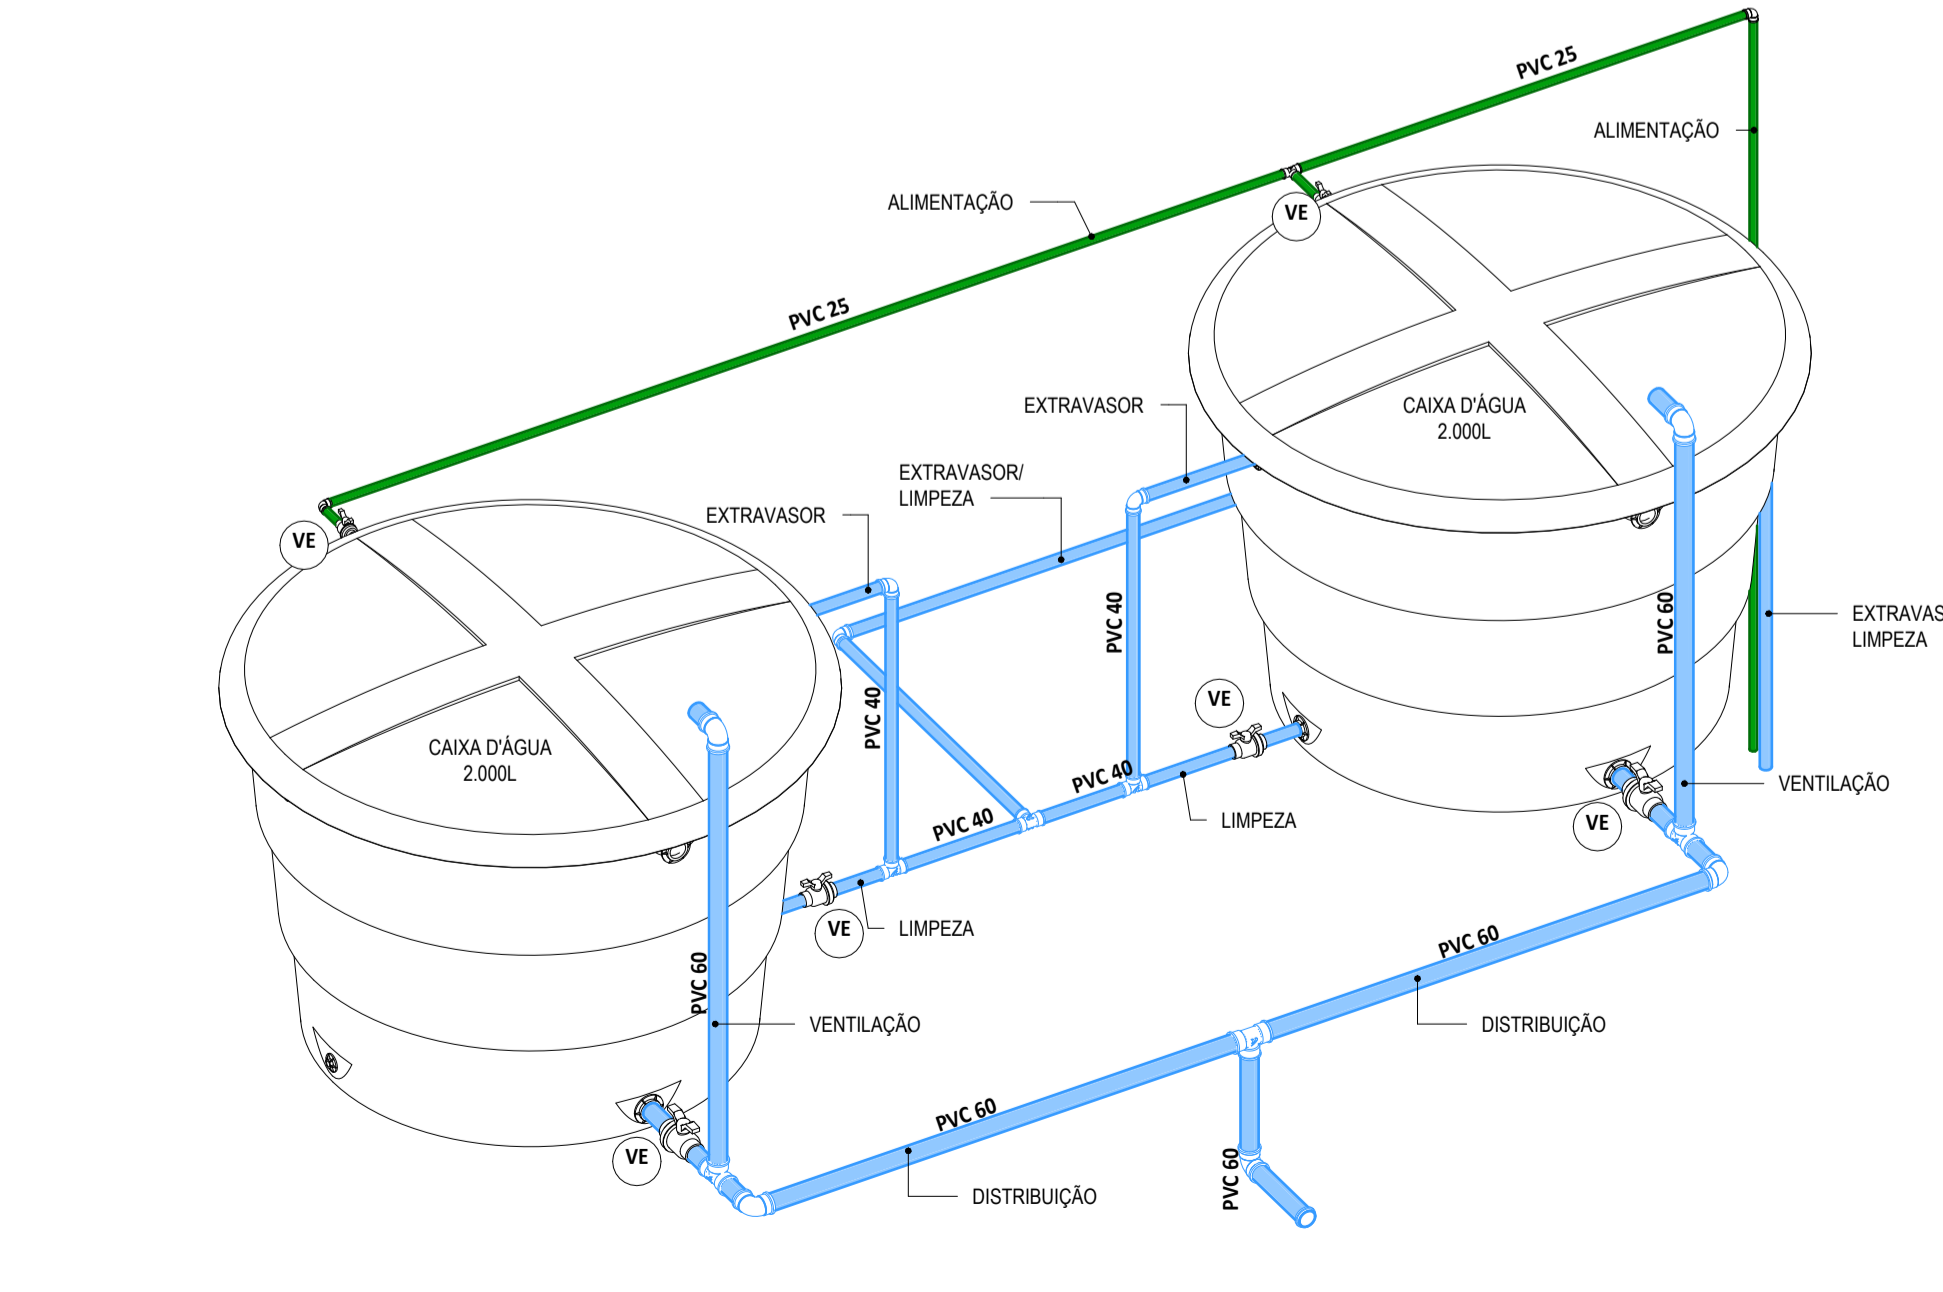 PVC 25
ALIMENTAÇÃO
ALIMENTAÇÃO
VE
PVC 25
EXTRAVASOR
CAIXA D'ÁGUA
2.000L
EXTRAVASOR/
LIMPEZA
EXTRAVASOR
VE
PVC 40
PVC 60
EXTRAVAS
LIMPEZA
PVC 40
VE
CAIXA D'ÁGUA
2.000L
PVC 40
VENTILAÇÃO
PVC 40
LIMPEZA
VE
VE
LIMPEZA
PVC 60
PVC 60
VENTILAÇÃO
DISTRIBUIÇÃO
PVC 60
VE
PVC 60
DISTRIBUIÇÃO